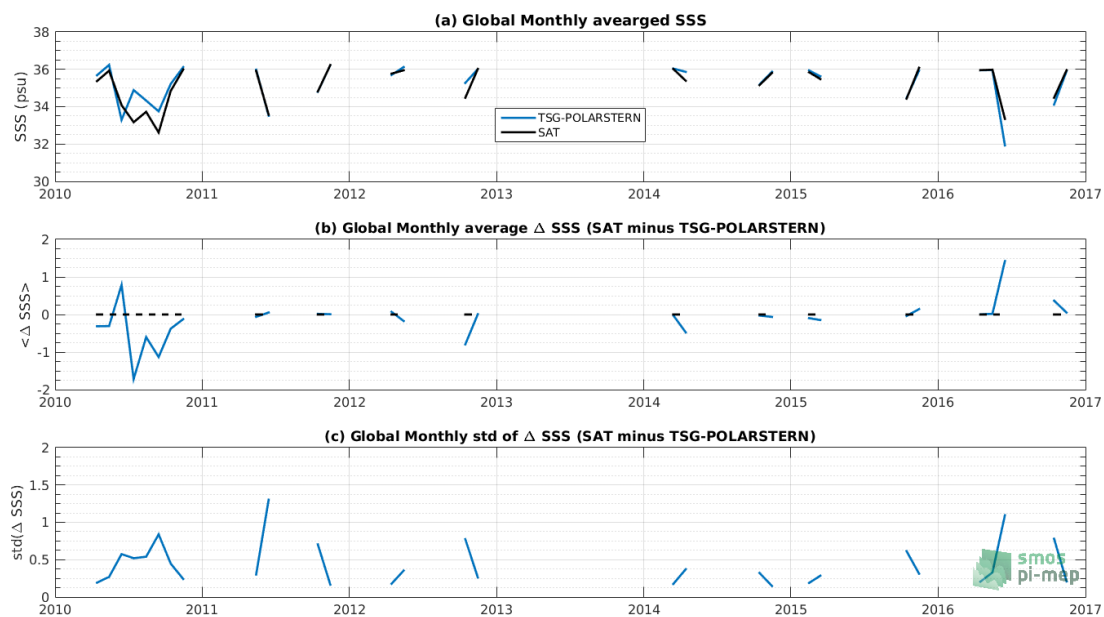 (a) Global Monthly avearged SSS
38
36
34
32
30
SSS (psu)
TSG-POLARSTERN
SAT
2010 2011 2012 2013 2014 2015 2016 2017
(b) Global Monthly average Δ SSS (SAT minus TSG-POLARSTERN)
2
1
0
-1
-2
<Δ SSS>
2010 2011 2012 2013 2014 2015 2016 2017
(c) Global Monthly std of Δ SSS (SAT minus TSG-POLARSTERN)
2
1.5
1
0.5
0
std(Δ SSS)
smos
pi-mep
2010 2011 2012 2013 2014 2015 2016 2017